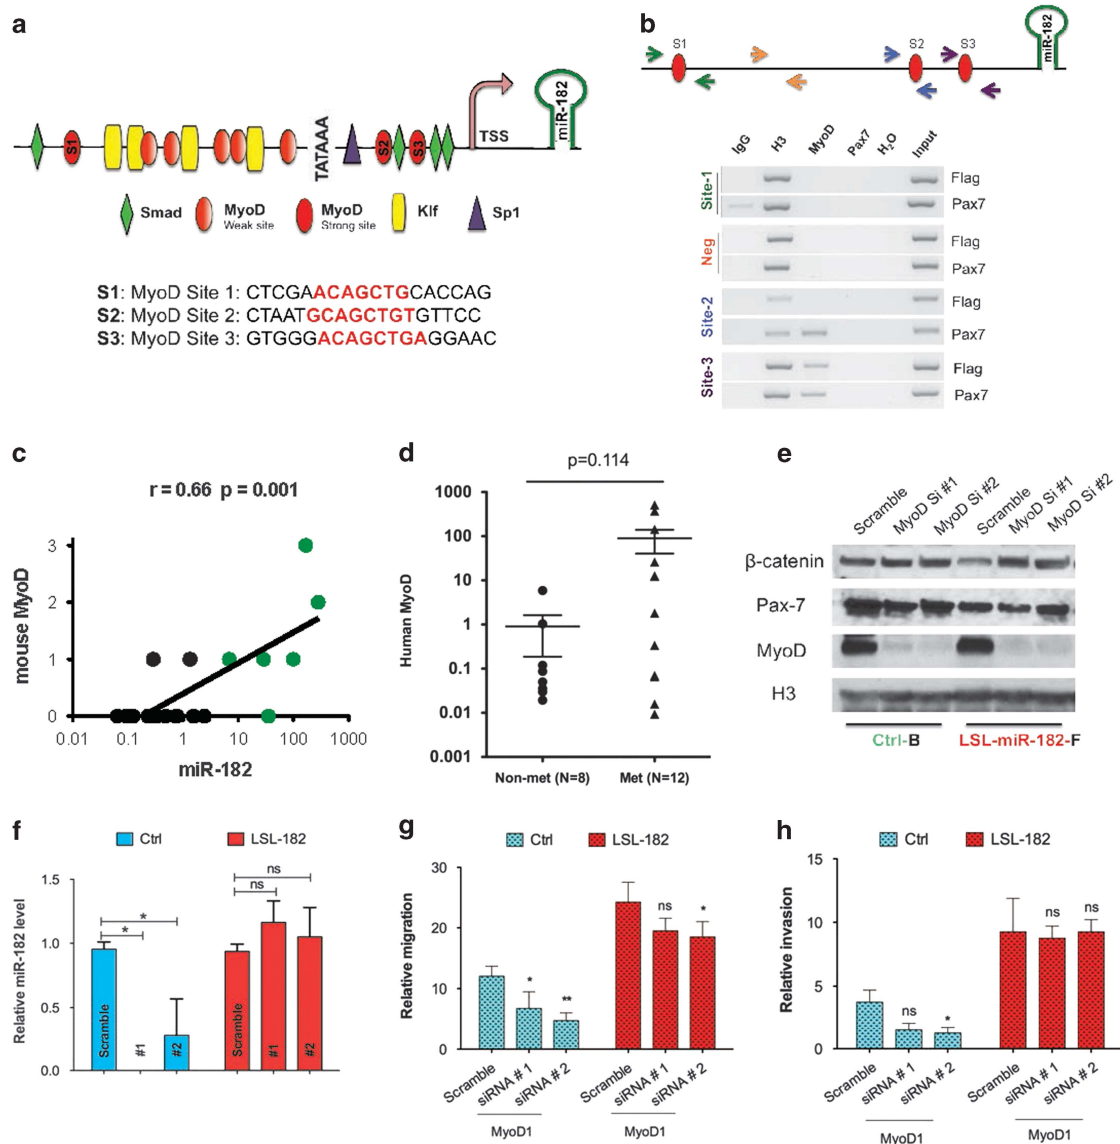 a
S1
TATAAA
S2
S3
TSS
miR-182
Smad
MyoD
Weak site
MyoD
Strong site
Klf
Sp1
S1: MyoD Site 1: CTCGAACAGCTGCACCAG
S2: MyoD Site 2: CTAATGCAGCTGTGTTCC
S3: MyoD Site 3: GTGGGACAGCTGAGGAAC
b
S1
S2
S3
miR-182
IgG
H3
MyoD
Pax7
H2O
Input
Site-1
Flag
Pax7
Neg
Flag
Pax7
Site-2
Flag
Pax7
Site-3
Flag
Pax7
c
r = 0.66 p = 0.001
mouse MyoD
3
2
1
0
0.01 0.1 1 10 100 1000
miR-182
d
p=0.114
Human MyoD
1000
100
10
1
0.1
0.01
0.001
Non-met (N=8) Met (N=12)
e
Scramble
MyoD Si #1
MyoD Si #2
Scramble
MyoD Si #1
MyoD Si #2
β-catenin
Pax-7
MyoD
H3
Ctrl-B LSL-miR-182-F
f
Ctrl LSL-182
Relative miR-182 level
1.5
1.0
0.5
0.0
*
*
ns
ns
Scramble
#1
#2
Scramble
#1
#2
g
Ctrl LSL-182
Relative migration
30
20
10
0
*
**
ns
*
Scramble
siRNA # 1
siRNA # 2
Scramble
siRNA # 1
siRNA # 2
MyoD1
MyoD1
h
Ctrl LSL-182
Relative invasion
15
10
5
0
ns
*
ns
ns
Scramble
siRNA # 1
siRNA # 2
Scramble
siRNA # 1
siRNA # 2
MyoD1
MyoD1